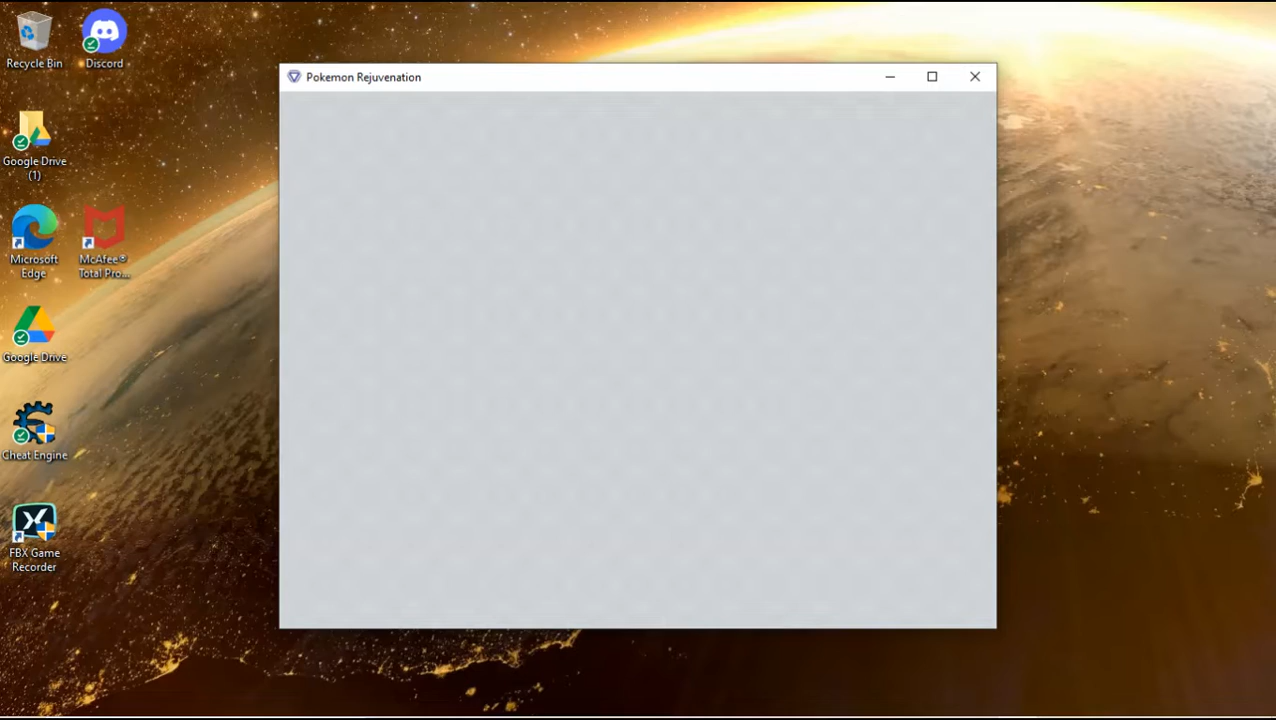 Recycle Bin
Discord
Pokemon Rejuvenation
Google Drive
(1)
Microsoft
Edge
McAfee®
Total Pro...
Google Drive
Cheat Engine
FBX Game
Recorder